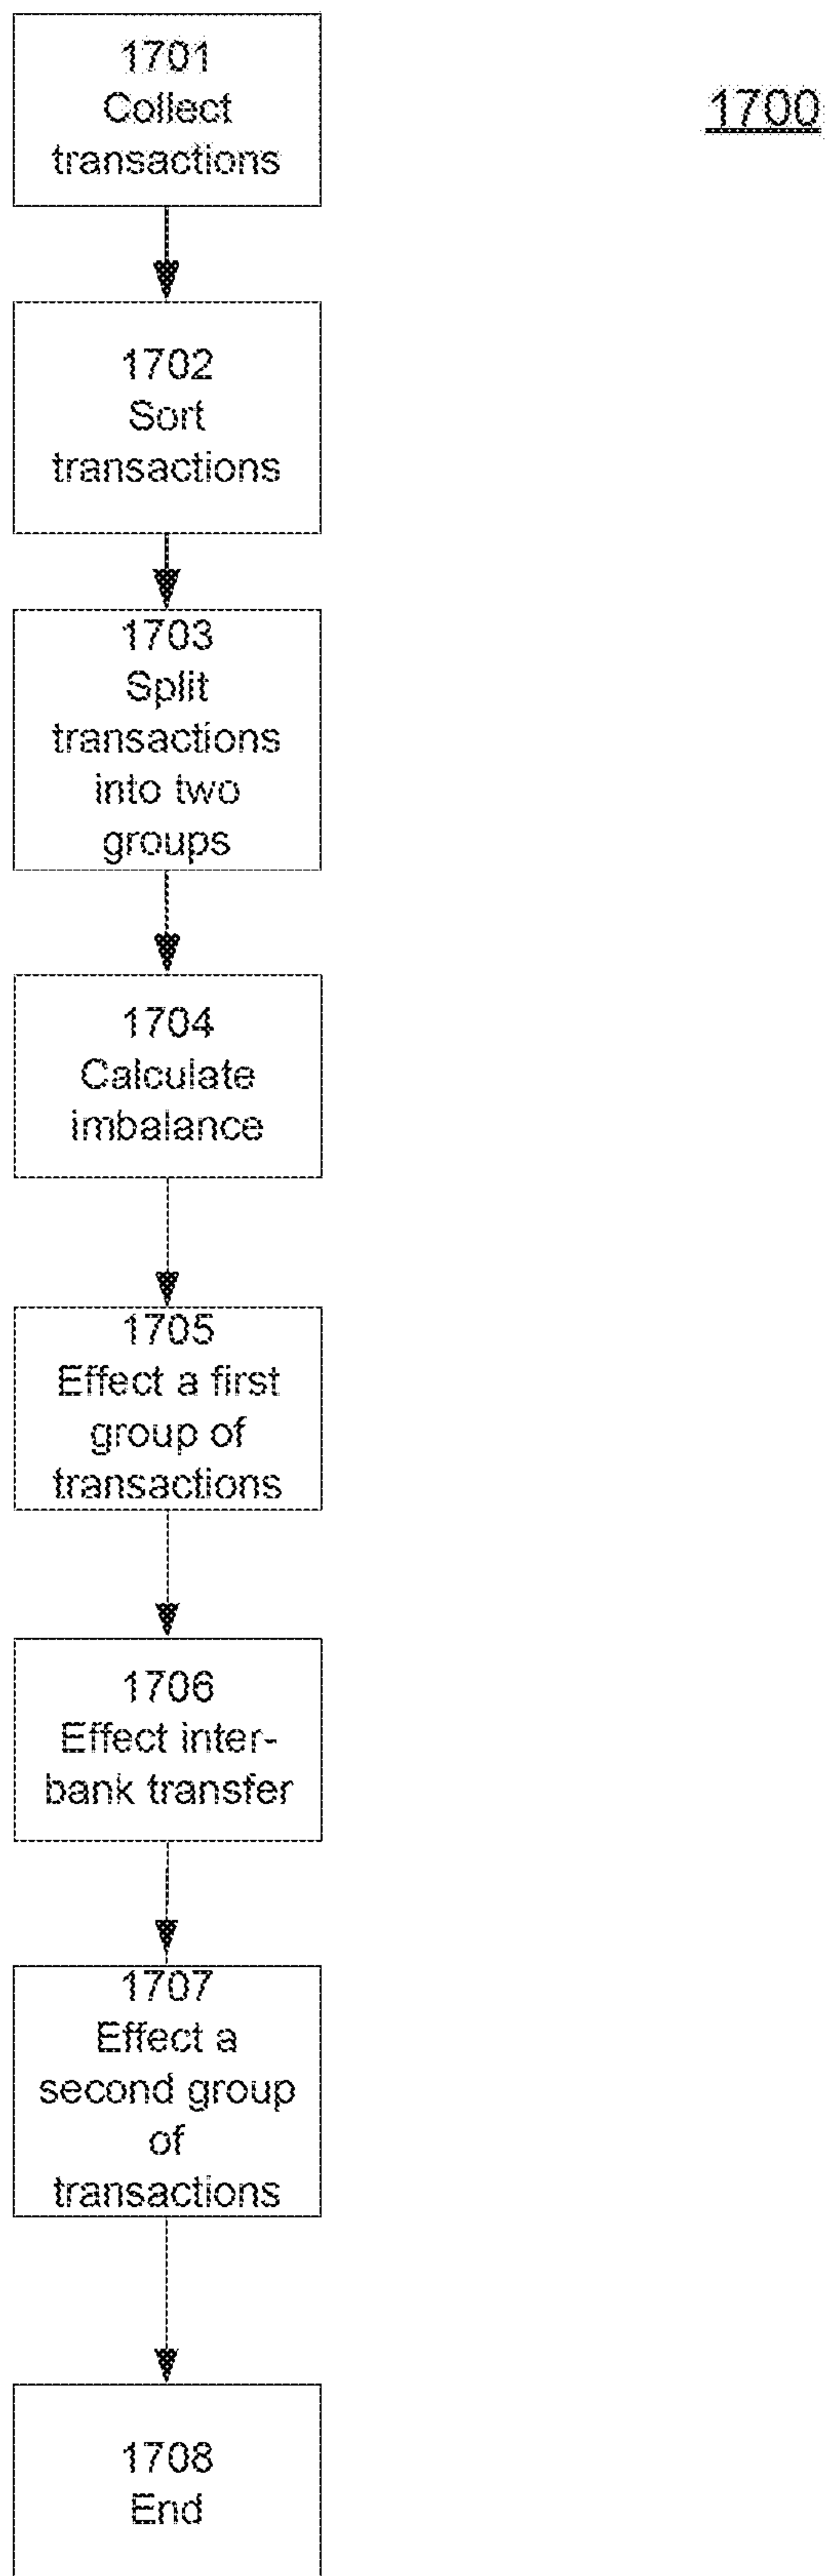 1701
Collect
transactions
1700
1702
Sort
transactions
1703
Split
transactions
into two
groups
1704
Calculate
imbalance
1705
Effect a first
group of
transactions
1706
Effect inter-
bank transfer
1707
Effect a
second group
of
transactions
1708
End